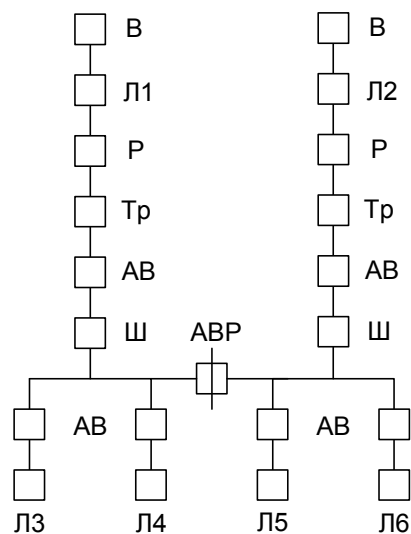 В В
Л1 Л2
Р Р
Тр Тр
АВ АВ
Ш АВР Ш
АВ АВ
Л3 Л4 Л5 Л6